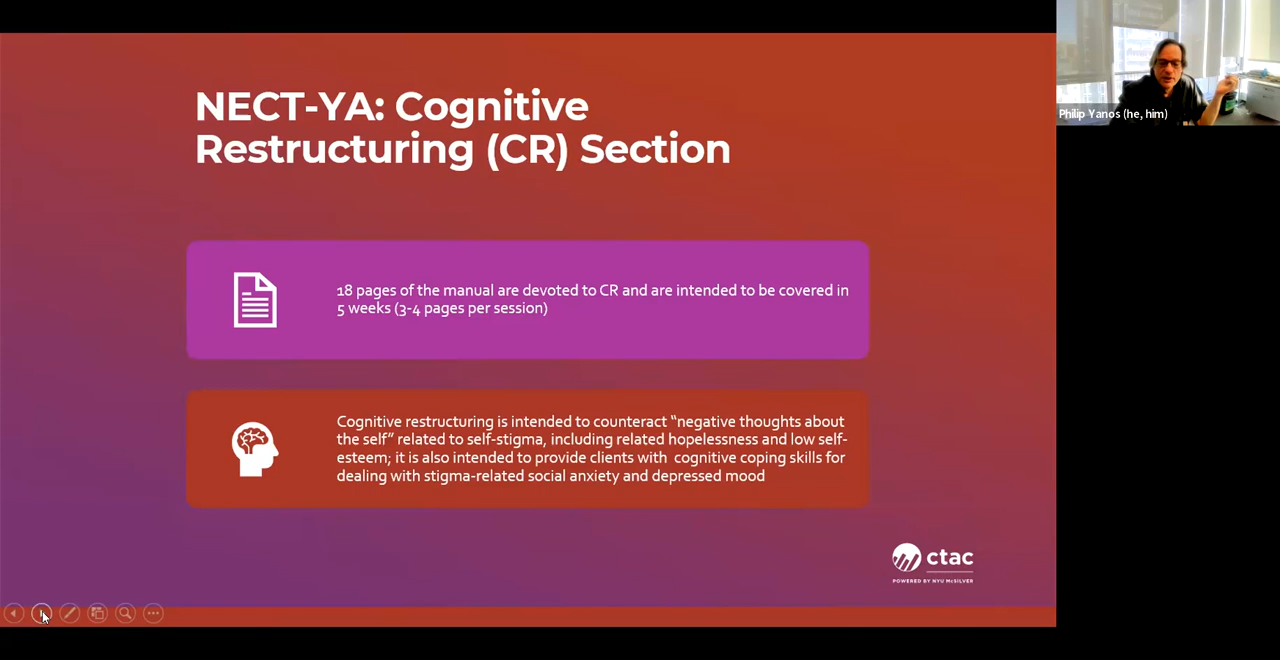 NECT-YA: Cognitive
Restructuring (CR) Section
18 pages of the manual are devoted to CR and are intended to be covered in
5 weeks (3-4 pages per session)
Cognitive restructuring is intended to counteract “negative thoughts about
the self” related to self-stigma, including related hopelessness and low self-
esteem; it is also intended to provide clients with cognitive coping skills for
dealing with stigma-related social anxiety and depressed mood
ctac
POWERED BY NYU McSILVER
Philip Yanos (he, him)